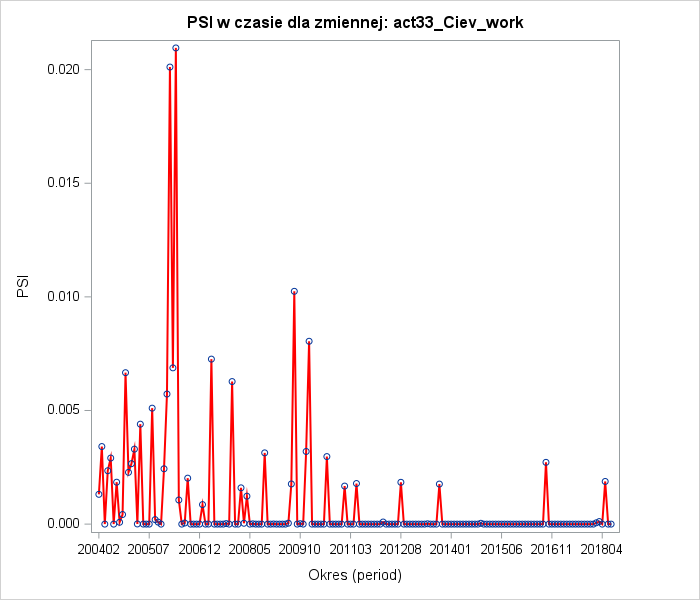 PSI w czasie dla zmiennej: act33_Ciev_work
0.020
0.015
0.010
0.005
0.000
PSI
200402 200507 200612 200805 200910 201103 201208 201401 201506 201611 201804
Okres (period)